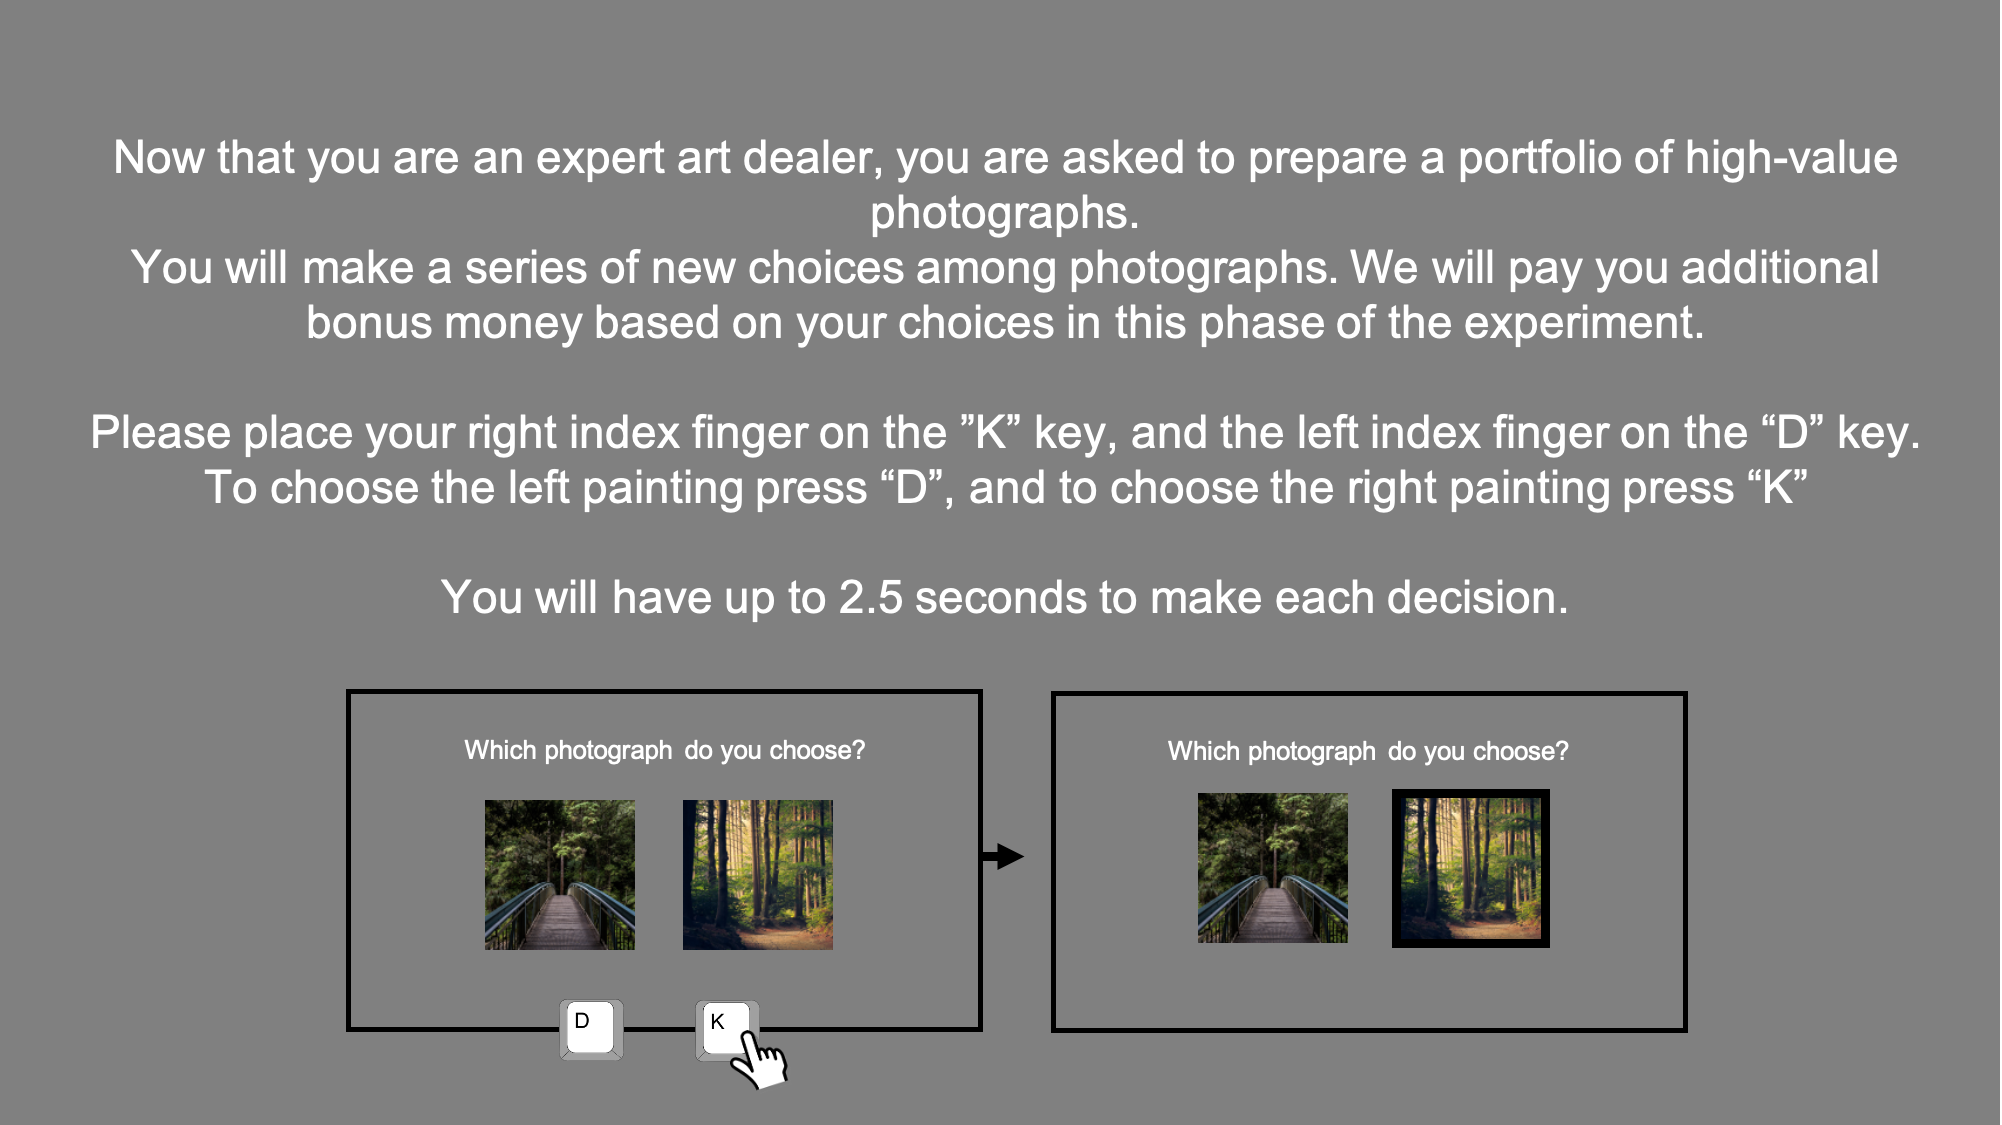 Now that you are an expert art dealer, you are asked to prepare a portfolio of high-value
photographs.
You will make a series of new choices among photographs. We will pay you additional
bonus money based on your choices in this phase of the experiment.
Please place your right index finger on the ”K” key, and the left index finger on the “D” key.
To choose the left painting press “D”, and to choose the right painting press “K”
You will have up to 2.5 seconds to make each decision.
Which photograph do you choose?
D
K
Which photograph do you choose?